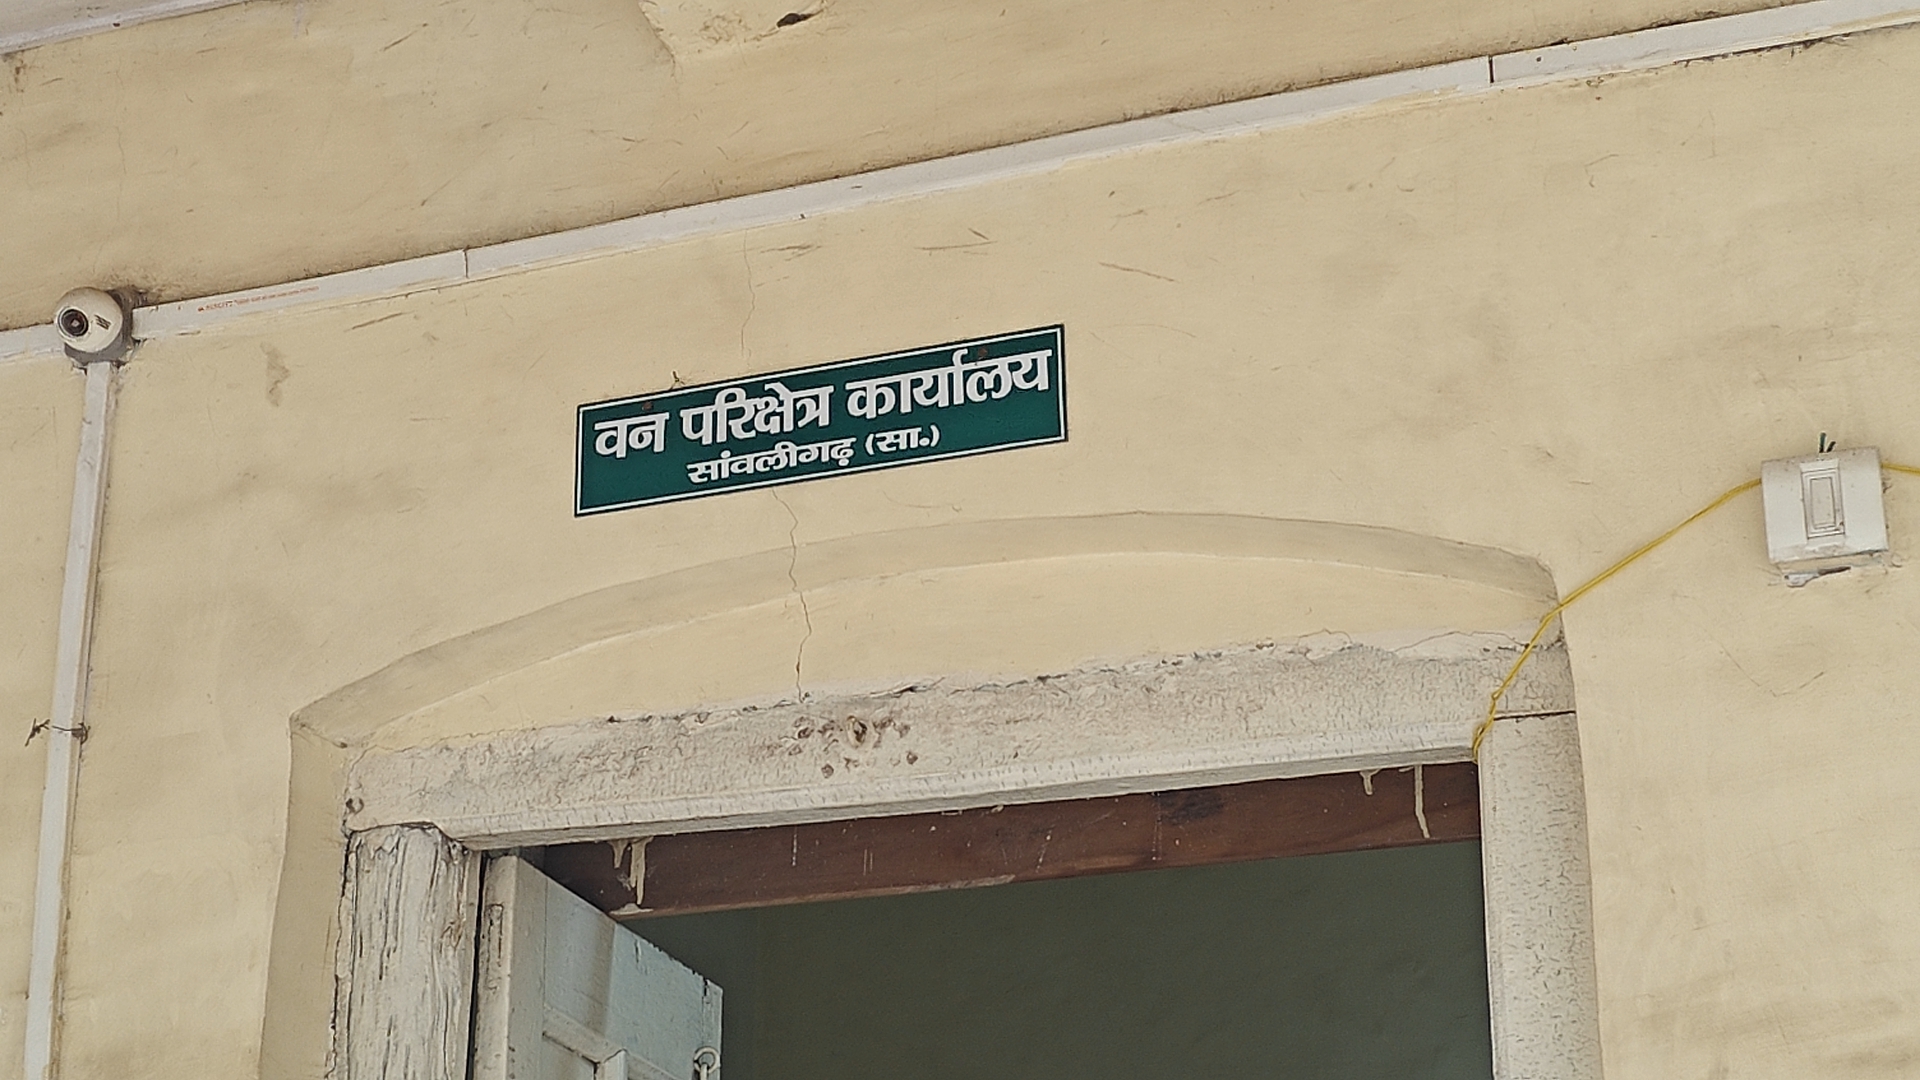 वन परिक्षेत्र कार्यालय
सांवलीगढ़ (सा.)